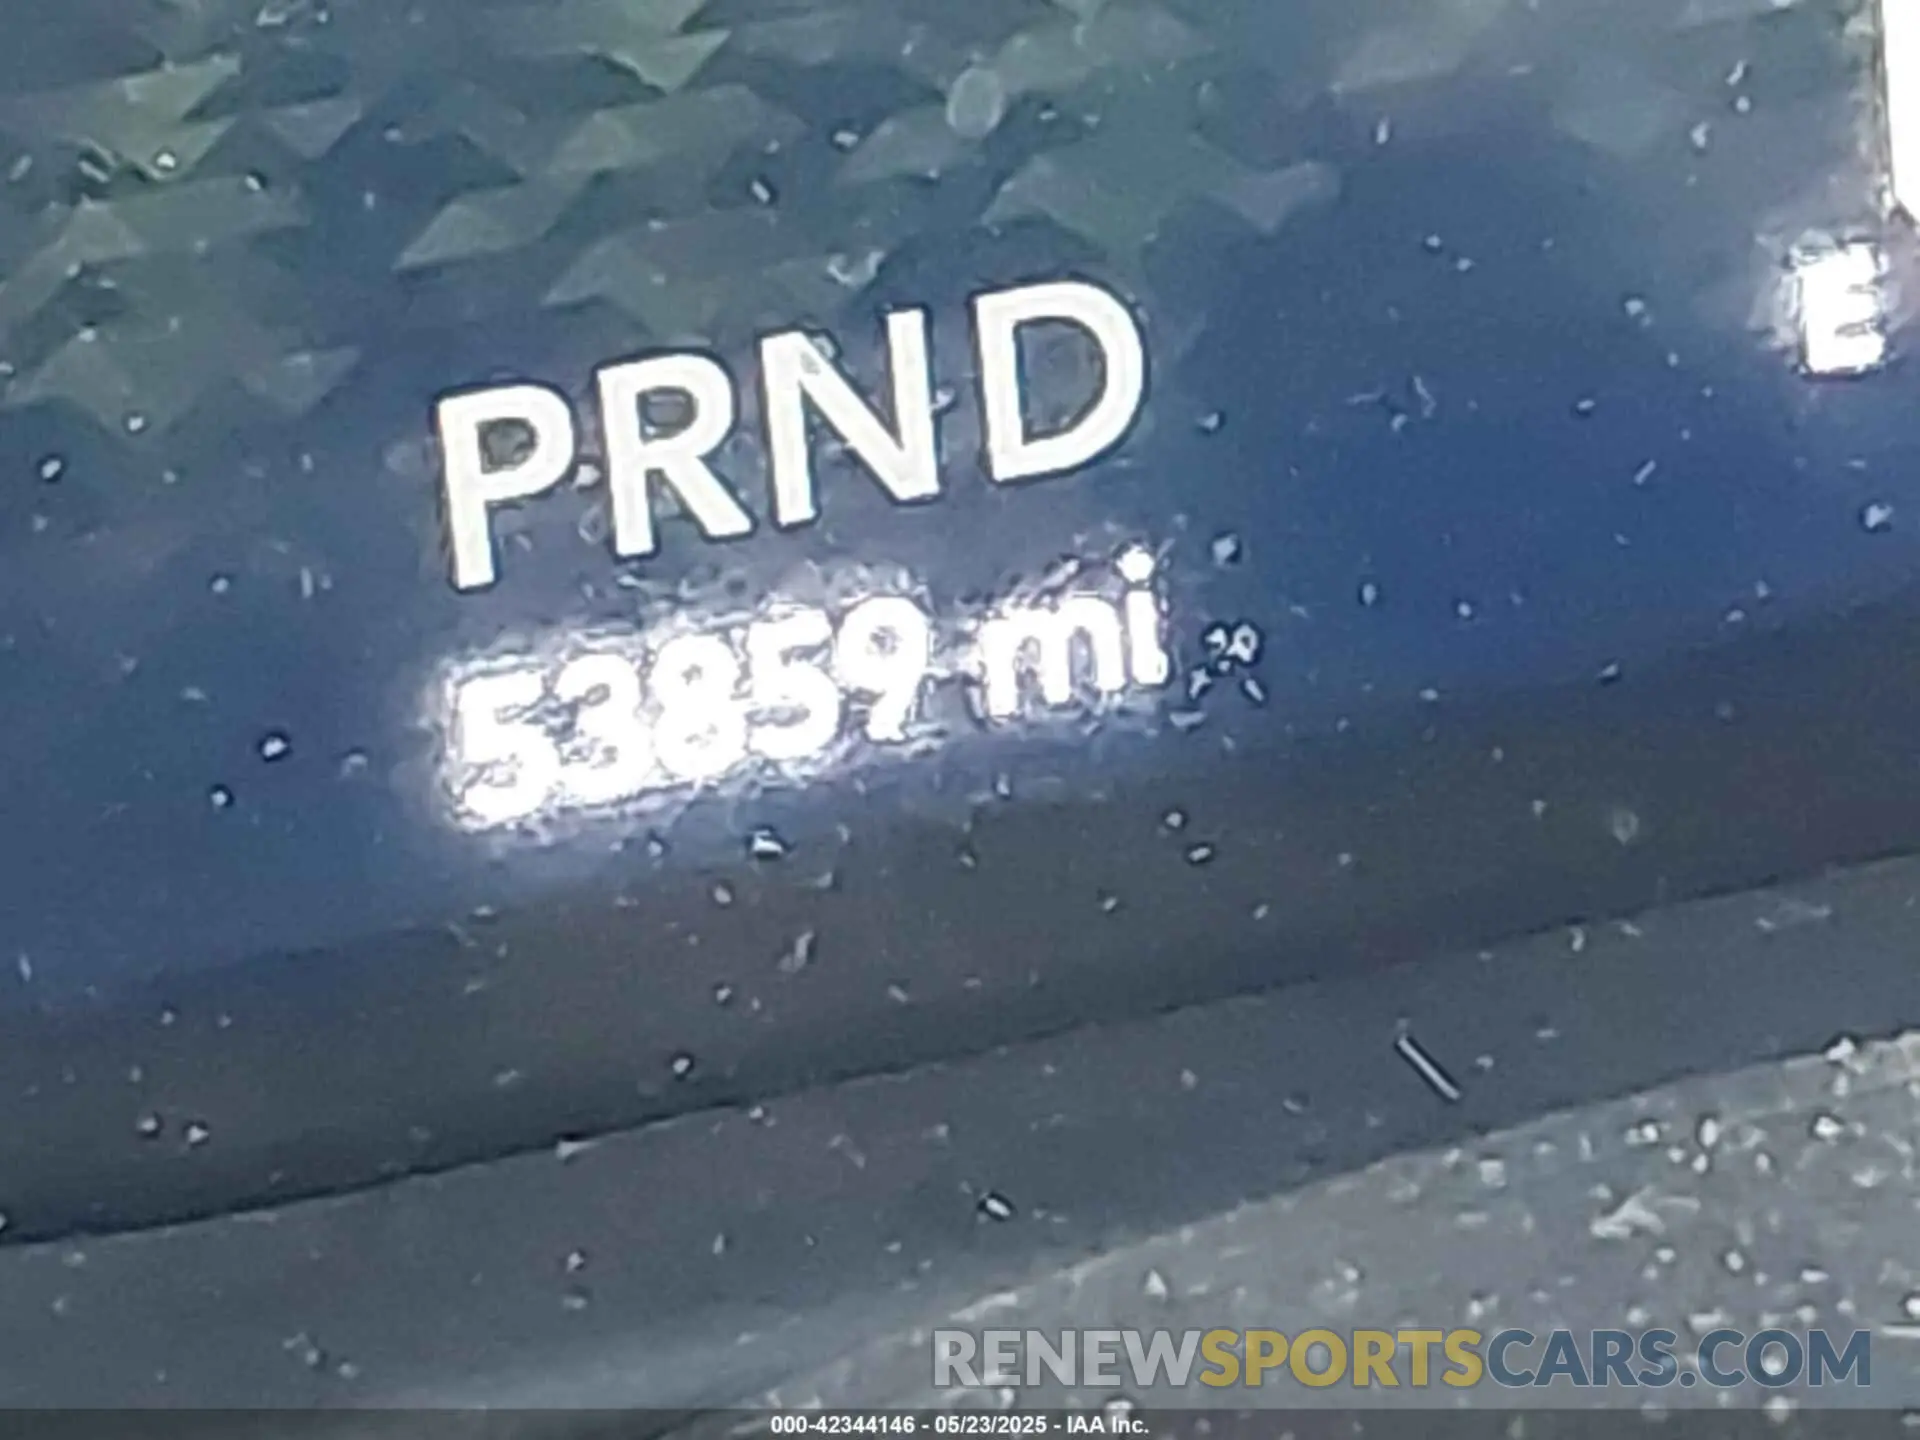 PRND
E
53859 mi
RENEWSPORTSCARS.COM
000-42344146 - 05/23/2025 - IAA Inc.